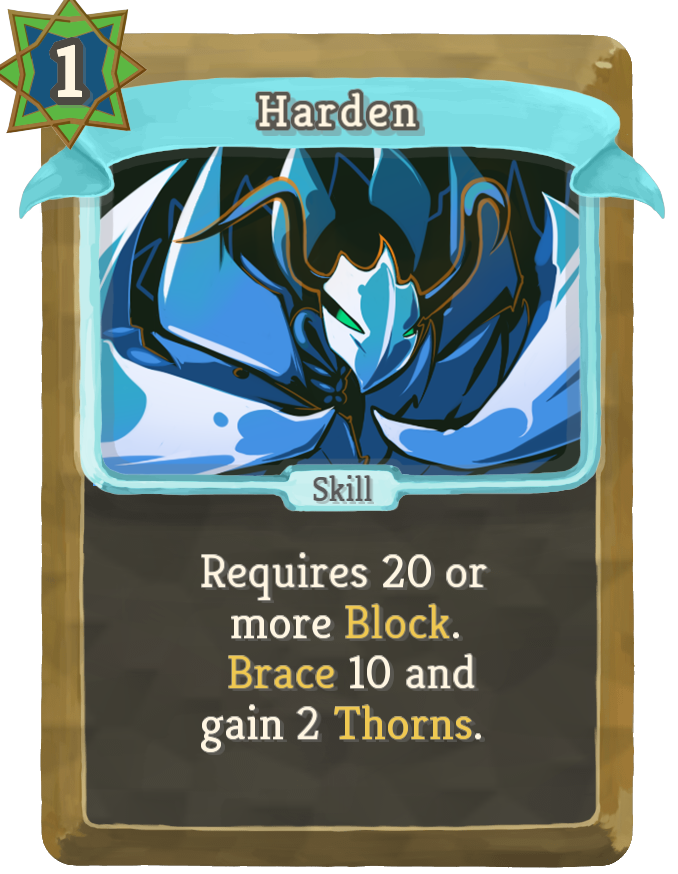 1
Harden
Skill
Requires 20 or
more Block.
Brace 10 and
gain 2 Thorns.